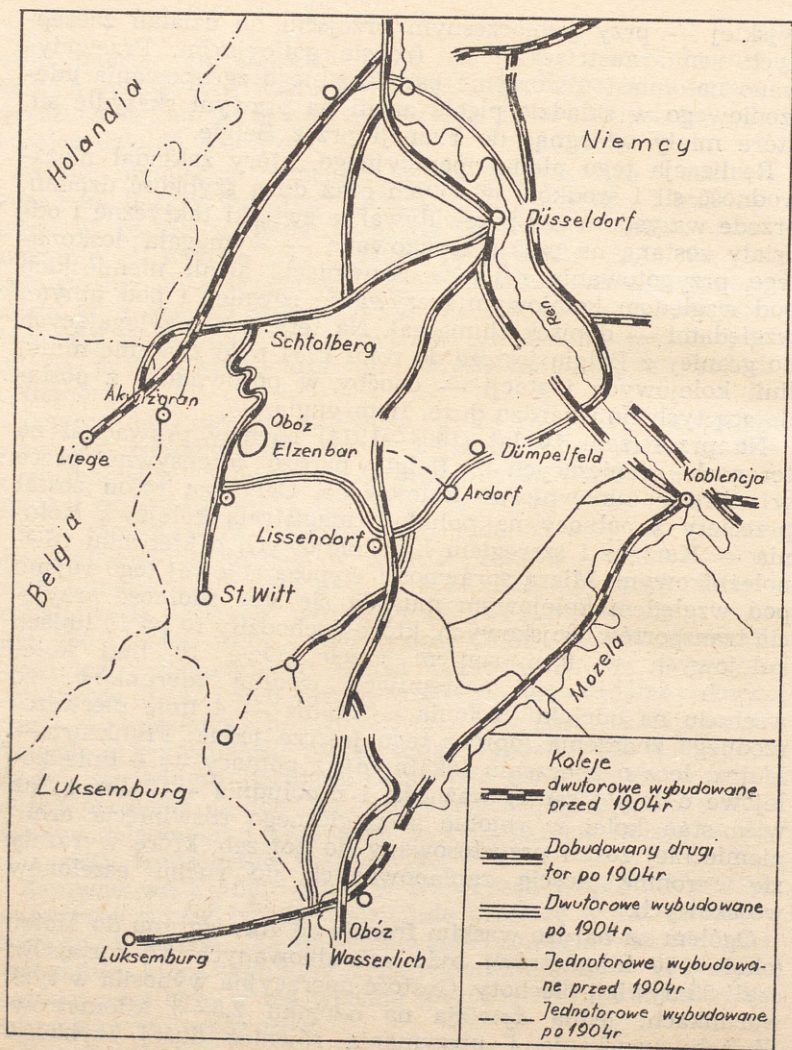 Holandia
Niemcy
Düsseldorf
Ren
Schtolberg
Akwizgran
Liege
Obóz
Elzenbar
Dümpelfeld
Koblencja
Ardorf
Belgia
Lissendorf
St. Witt
Mozela
Luksemburg
Luksemburg
Obóz
Wasserlich
Koleje
dwutorowe wybudowane
przed 1904r
Dobudowany drugi
tor po 1904r
Dwutorowe wybudowane
po 1904r
Jednotorowe wybudowa-
ne przed 1904r
Jednotorowe wybudowane
po 1904r